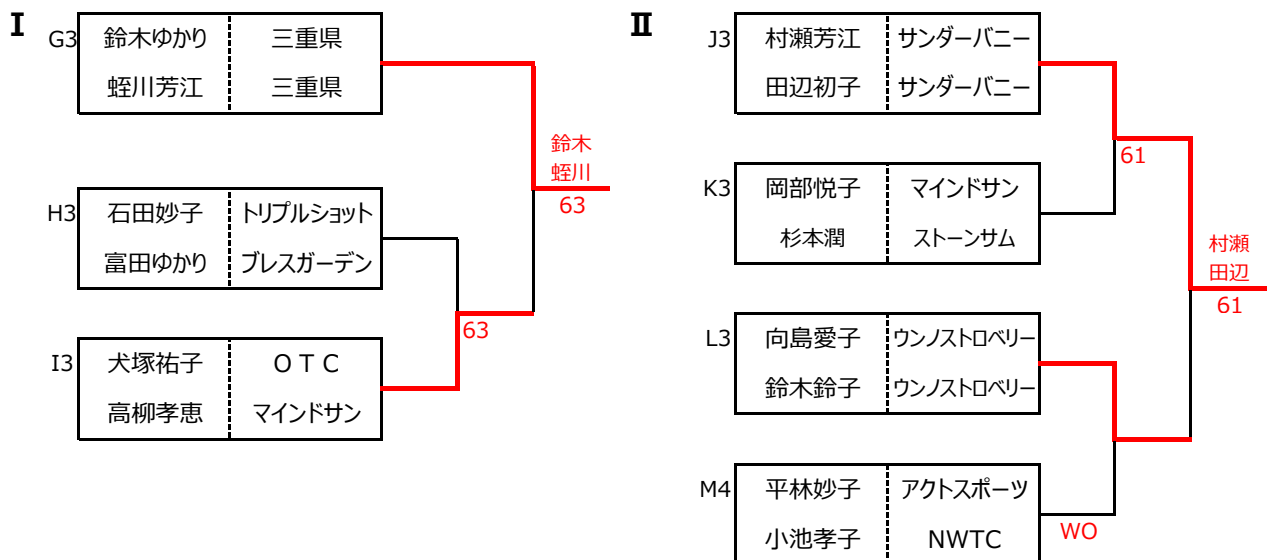 Ⅰ
G3 鈴木ゆかり 三重県
蛭川芳江 三重県
鈴木
蛭川
63
H3 石田妙子 トリプルショット
富田ゆかり ブレスガーデン
63
I3 犬塚祐子 ＯＴＣ
高柳孝恵 マインドサン
Ⅱ
J3 村瀬芳江 サンダーバニー
田辺初子 サンダーバニー
61
K3 岡部悦子 マインドサン
杉本潤 ストーンサム
村瀬
田辺
61
L3 向島愛子 ウンノストロベリー
鈴木鈴子 ウンノストロベリー
M4 平林妙子 アクトスポーツ
小池孝子 NWTC
WO